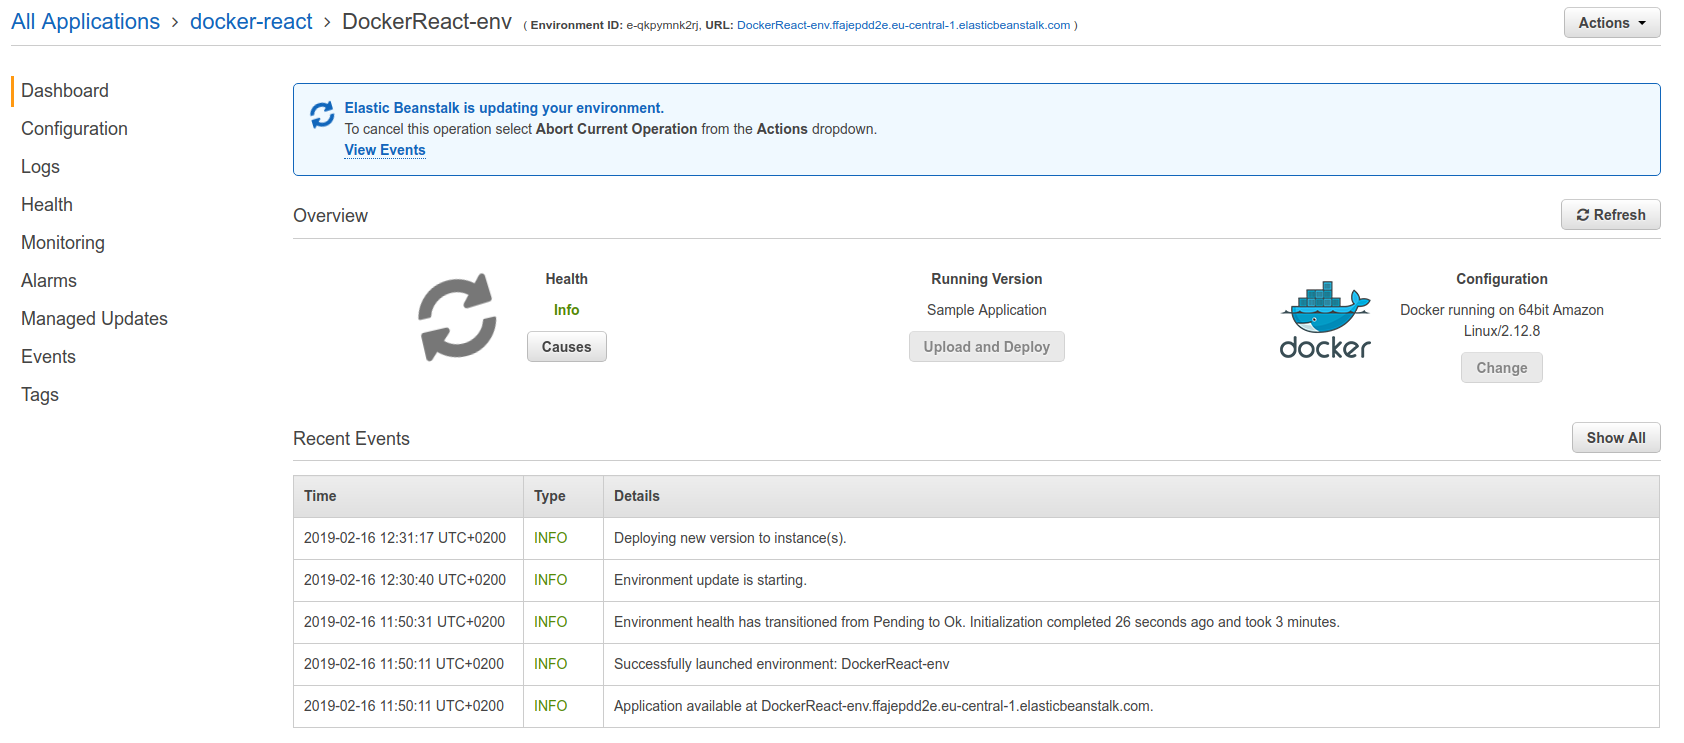 All Applications > docker-react > DockerReact-env ( Environment ID: e-qkpymnk2rj, URL: DockerReact-env.ffajepdd2e.eu-central-1.elasticbeanstalk.com )
Actions
Dashboard
Configuration
Logs
Health
Monitoring
Alarms
Managed Updates
Events
Tags
Elastic Beanstalk is updating your environment.
To cancel this operation select Abort Current Operation from the Actions dropdown.
View Events
Overview
Refresh
Health
Info
Causes
Running Version
Sample Application
Upload and Deploy
docker
Configuration
Docker running on 64bit Amazon
Linux/2.12.8
Change
Recent Events
Show All
Time Type Details
2019-02-16 12:31:17 UTC+0200 INFO Deploying new version to instance(s).
2019-02-16 12:30:40 UTC+0200 INFO Environment update is starting.
2019-02-16 11:50:31 UTC+0200 INFO Environment health has transitioned from Pending to Ok. Initialization completed 26 seconds ago and took 3 minutes.
2019-02-16 11:50:11 UTC+0200 INFO Successfully launched environment: DockerReact-env
2019-02-16 11:50:11 UTC+0200 INFO Application available at DockerReact-env.ffajepdd2e.eu-central-1.elasticbeanstalk.com.